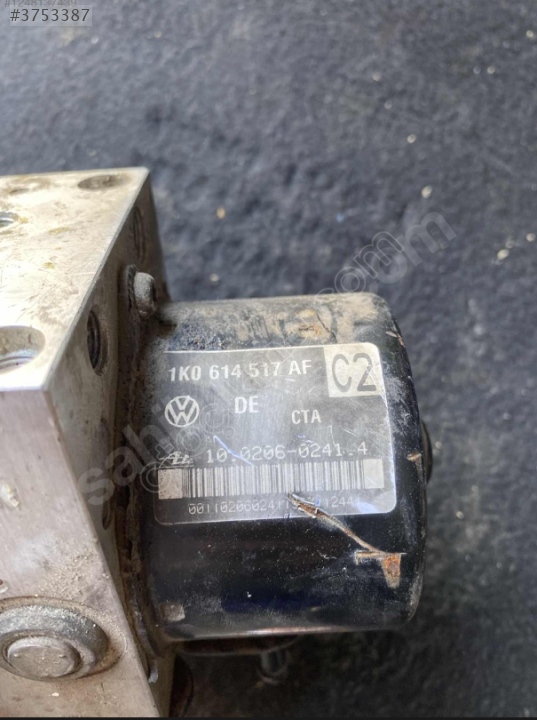 #3753387
1K0 614 517 AF C2
DE CTA
10.0206-0241.4